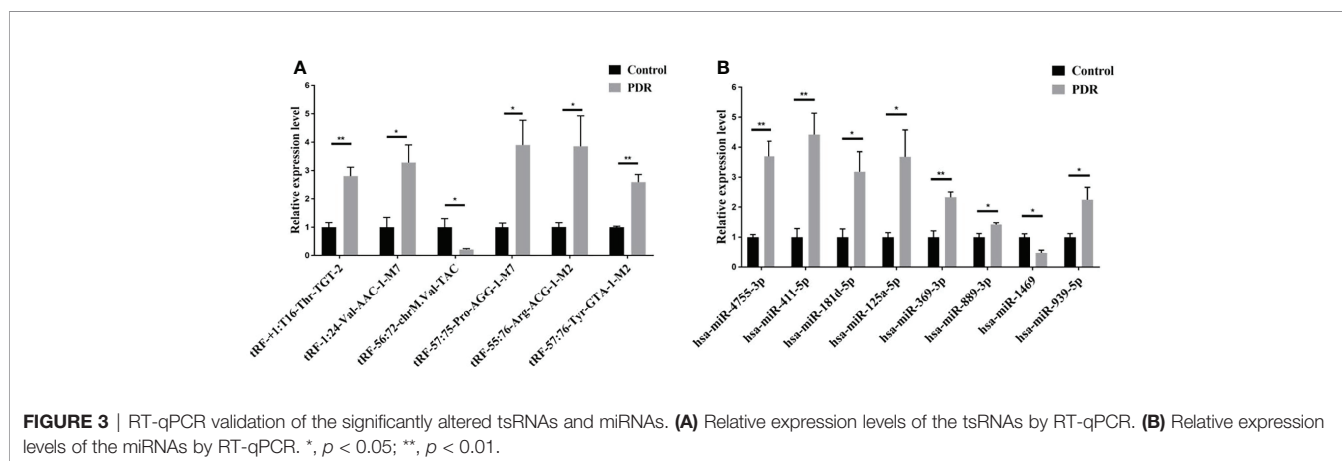 A
Control
PDR
Relative expression level
6
5
4
3
2
1
0
**
*
*
*
*
**
tRF-+1:T16-Thr-TGT-2
tRF-1:24-Val-AAC-1-M7
tRF-56:72-chrM.Val-TAC
tRF-57:75-Pro-AGG-1-M7
tRF-55:76-Arg-ACG-1-M2
tRF-57:76-Tyr-GTA-1-M2
B
Control
PDR
Relative expression level
6
5
4
3
2
1
0
**
**
*
*
**
*
*
*
hsa-miR-4755-3p
hsa-miR-411-5p
hsa-miR-181d-5p
hsa-miR-125a-5p
hsa-miR-369-3p
hsa-miR-889-3p
hsa-miR-1469
hsa-miR-939-5p
FIGURE 3 | RT-qPCR validation of the significantly altered tsRNAs and miRNAs. (A) Relative expression levels of the tsRNAs by RT-qPCR. (B) Relative expression
levels of the miRNAs by RT-qPCR. *, p < 0.05; **, p < 0.01.